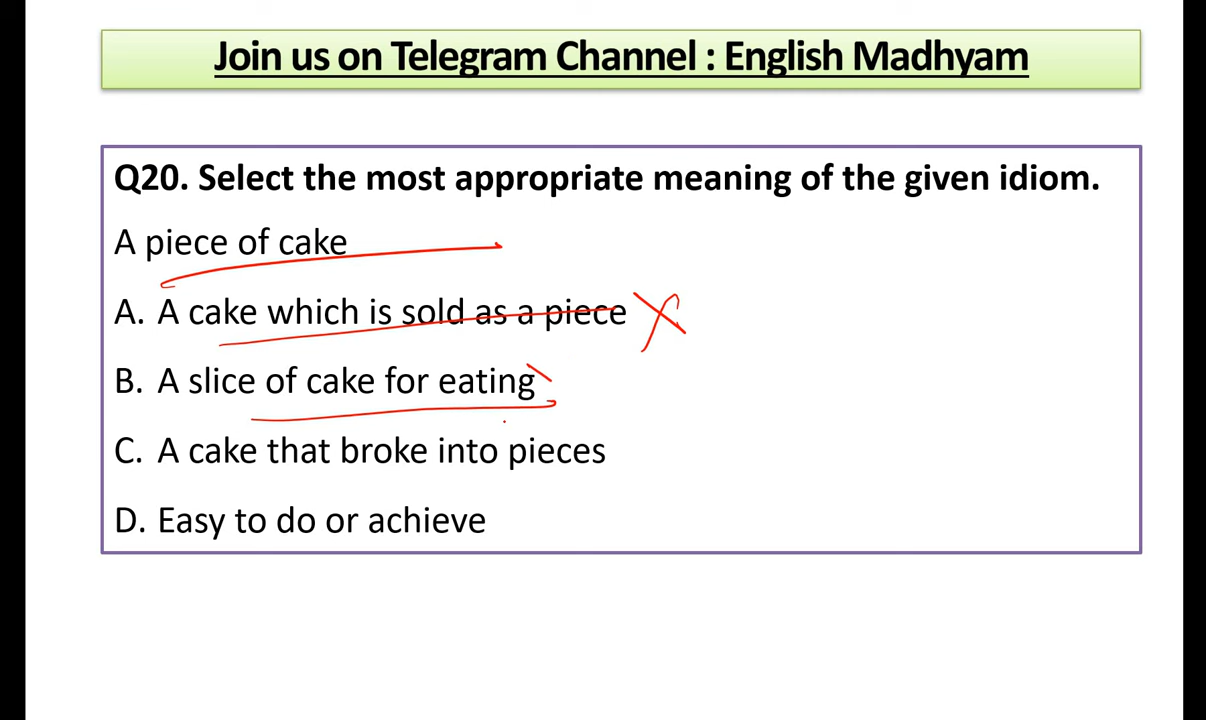 Join us on Telegram Channel : English Madhyam
Q20. Select the most appropriate meaning of the given idiom.
A piece of cake
A. A cake which is sold as a piece
B. A slice of cake for eating
C. A cake that broke into pieces
D. Easy to do or achieve